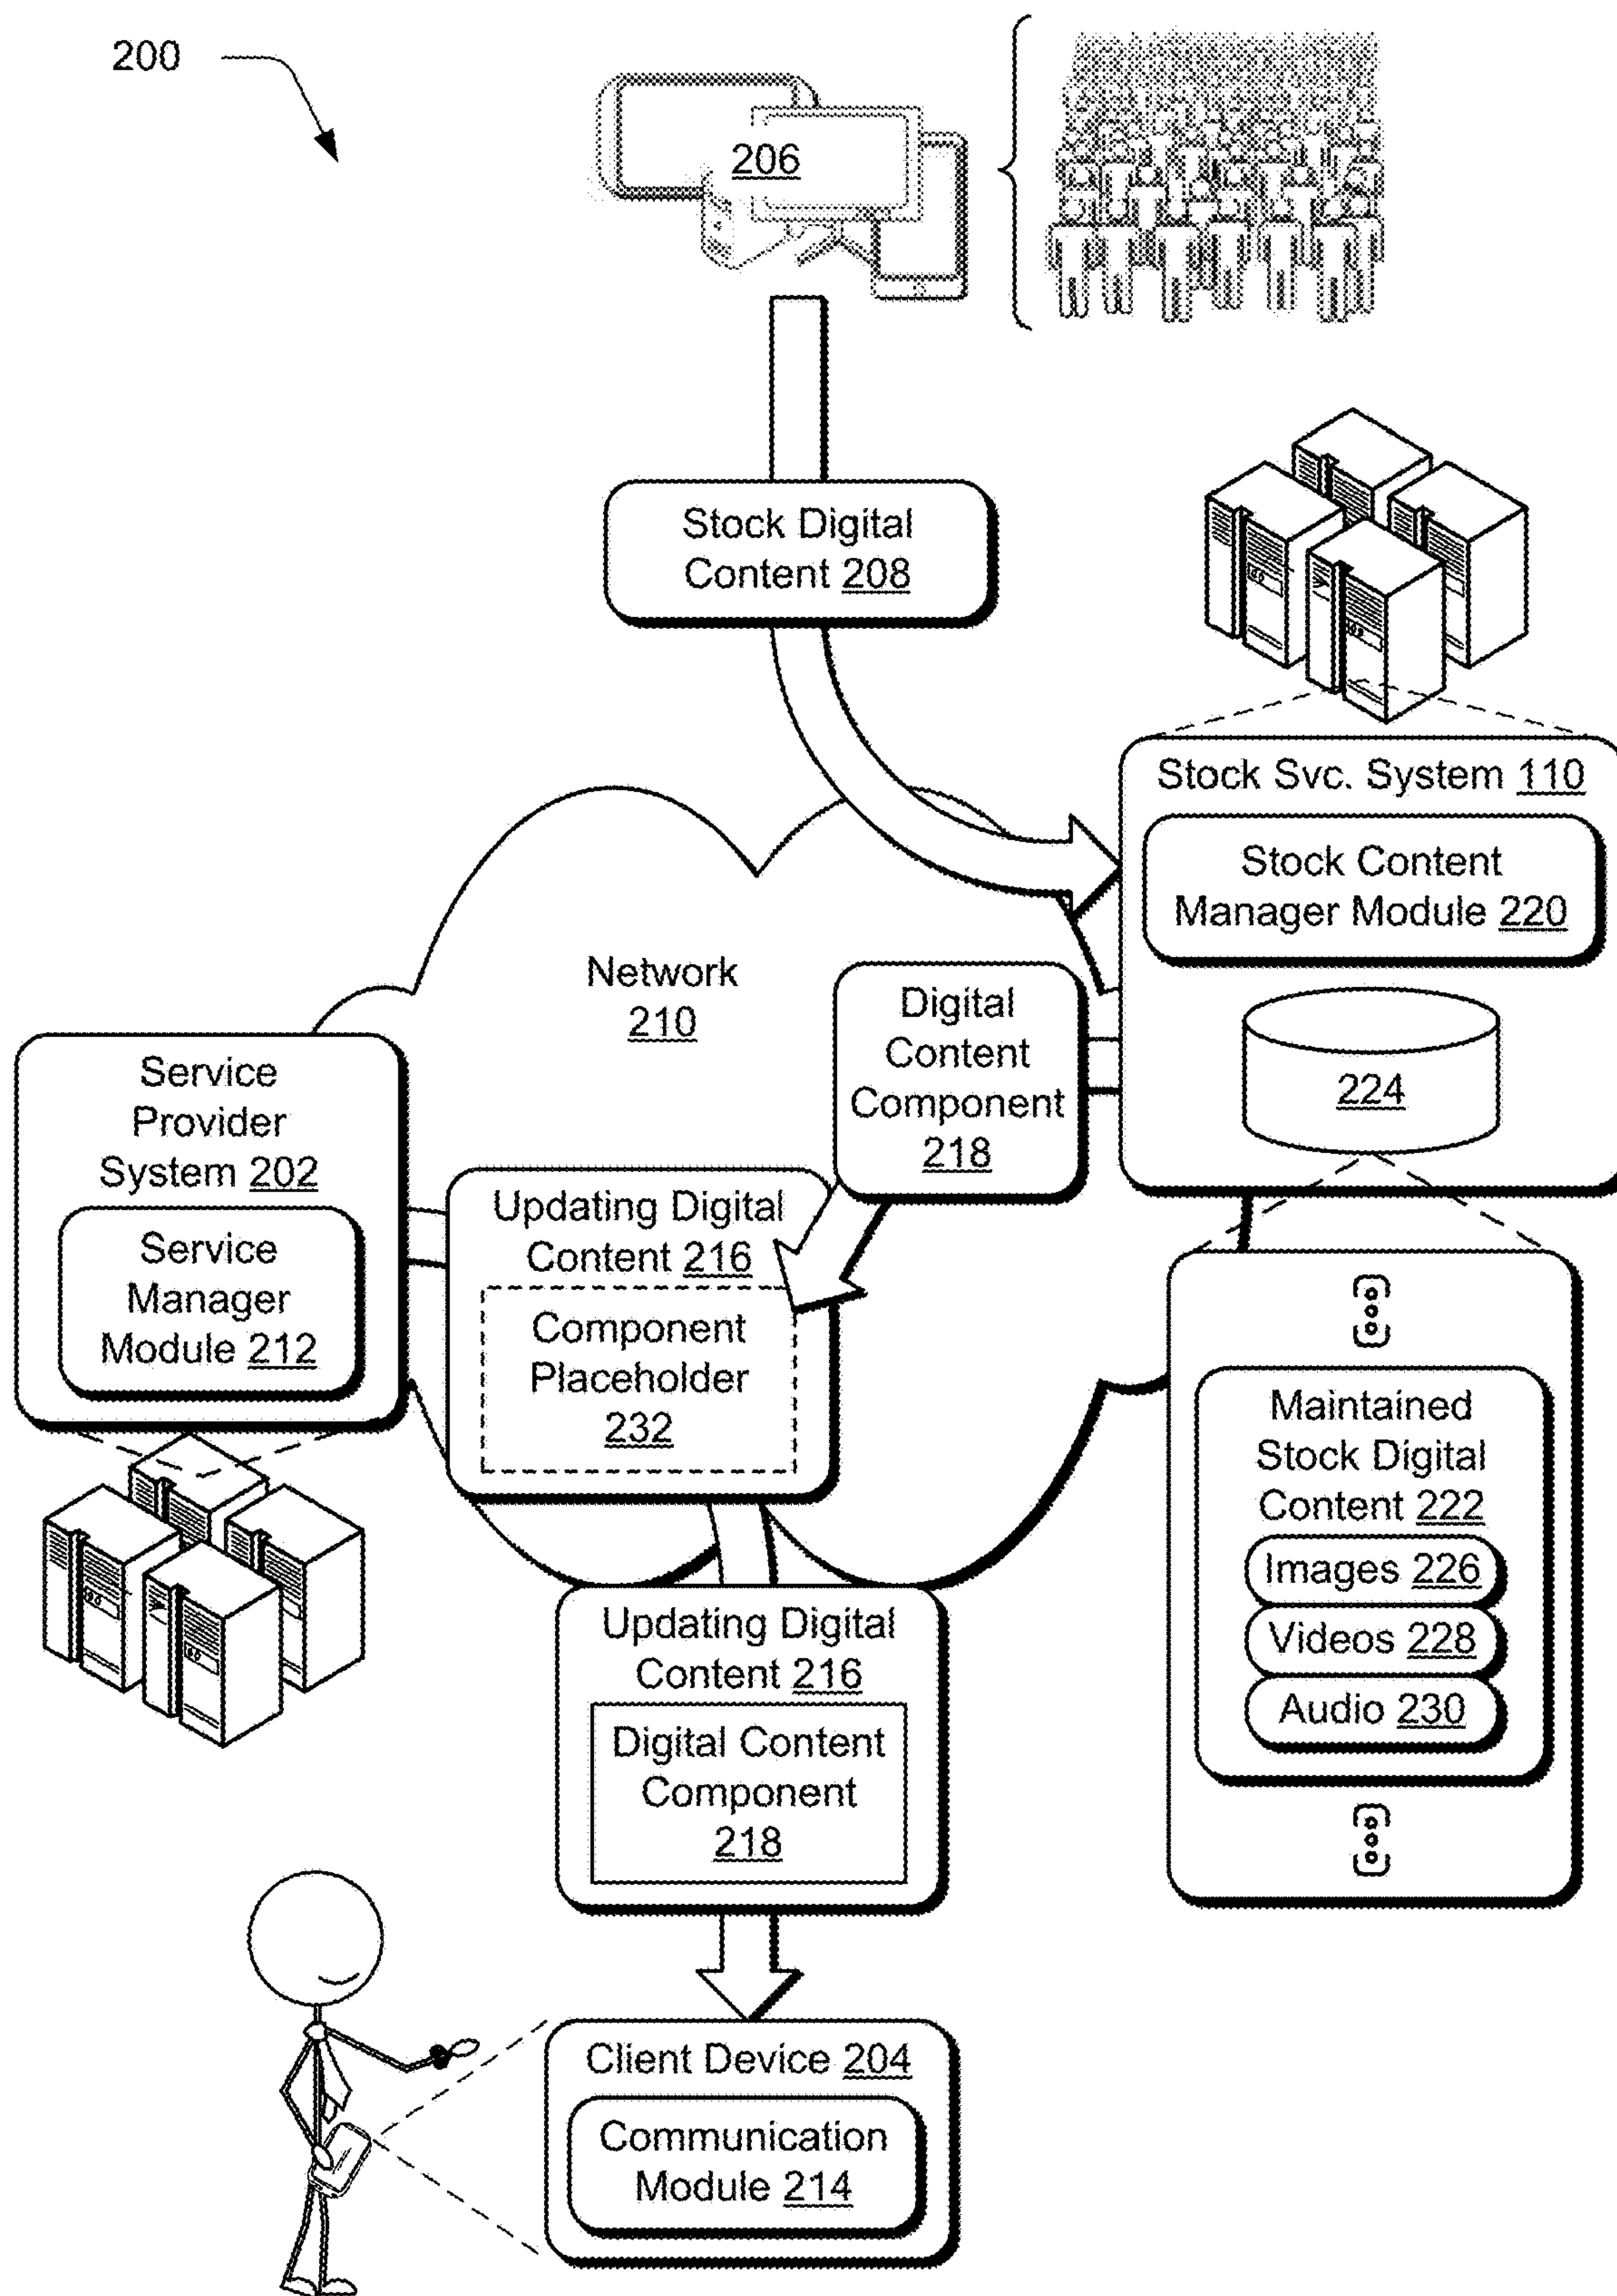 200
206
Stock Digital
Content 208
Stock Svc. System 110
Stock Content
Manager Module 220
224
Network
210
Digital
Content
Component
218
Service
Provider
System 202
Service
Manager
Module 212
Updating Digital
Content 216
Component
Placeholder
232
Maintained
Stock Digital
Content 222
Images 226
Videos 228
Audio 230
Updating Digital
Content 216
Digital Content
Component
218
Client Device 204
Communication
Module 214